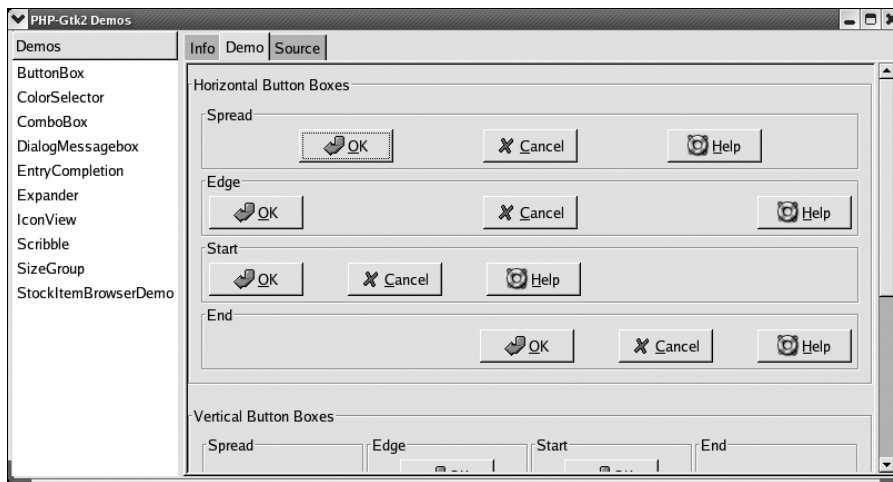 PHP-Gtk2 Demos
Demos
ButtonBox
ColorSelector
ComboBox
DialogMessagebox
EntryCompletion
Expander
IconView
Scribble
SizeGroup
StockItemBrowserDemo
Info Demo Source
Horizontal Button Boxes
Spread
OK Cancel Help
Edge
OK Cancel Help
Start
OK Cancel Help
End
OK Cancel Help
Vertical Button Boxes
Spread Edge Start End